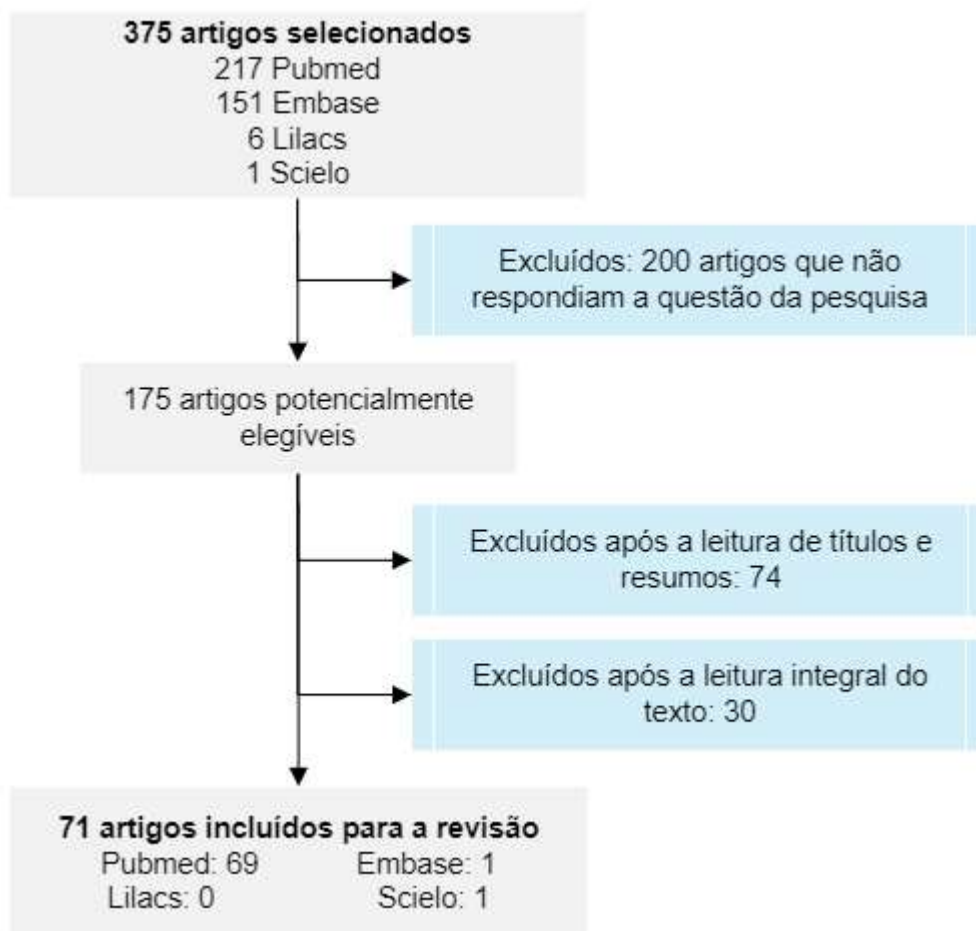 375 artigos selecionados
217 Pubmed
151 Embase
6 Lilacs
1 Scielo
Excluídos: 200 artigos que não
respondiam a questão da pesquisa
175 artigos potencialmente
elegíveis
Excluídos após a leitura de títulos e
resumos: 74
Excluídos após a leitura integral do
texto: 30
71 artigos incluídos para a revisão
Pubmed: 69 Embase: 1
Lilacs: 0 Scielo: 1